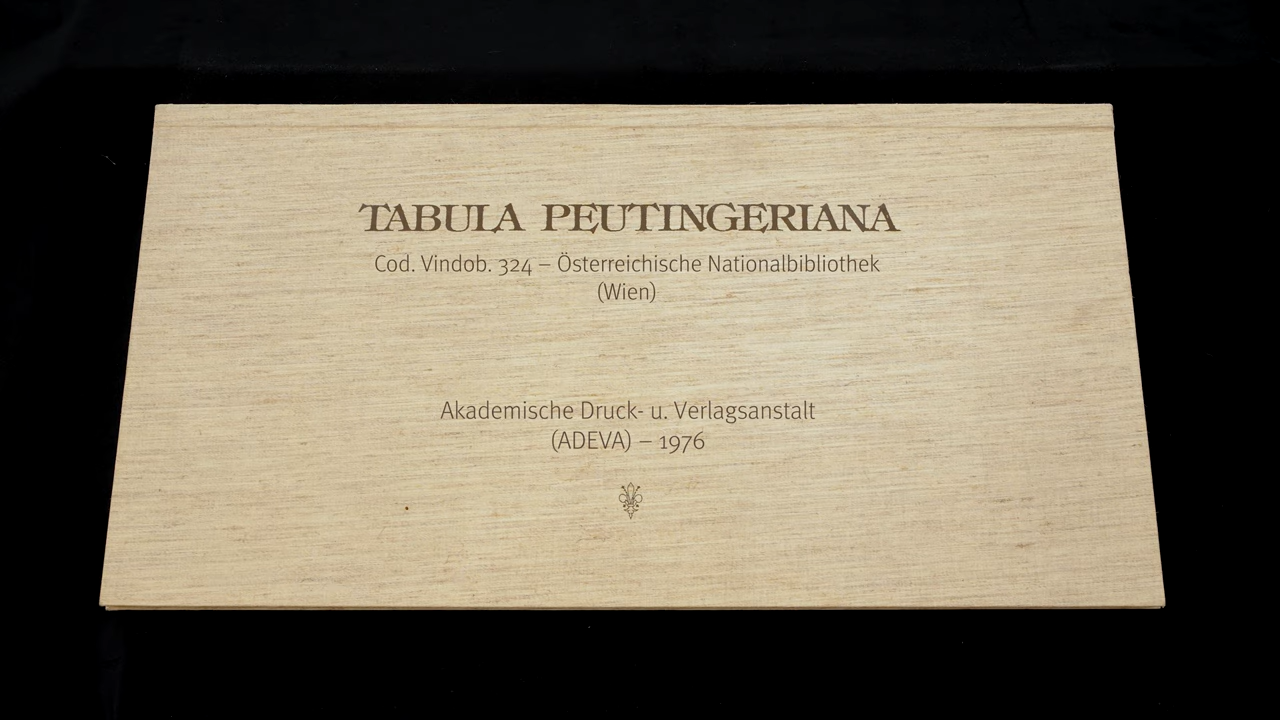 TABULA PEUTINGERIANA
Cod. Vindob. 324 – Österreichische Nationalbibliothek
(Wien)
Akademische Druck- u. Verlagsanstalt
(ADEVA) – 1976